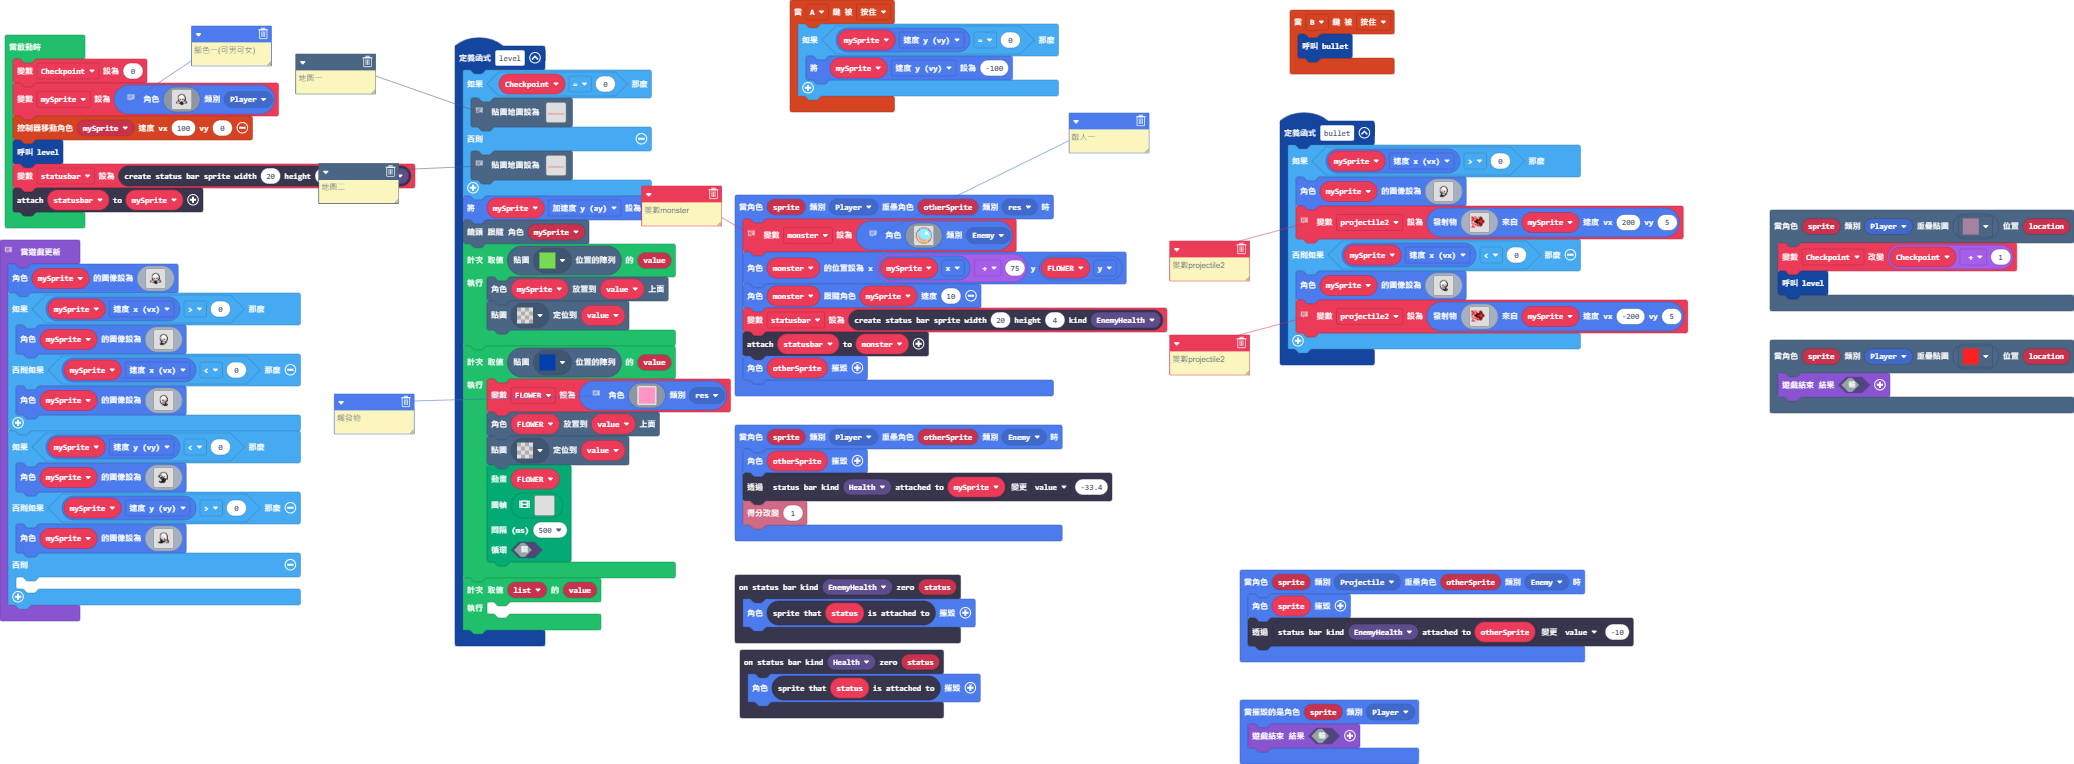 當啟動時
變數 Checkpoint 設為 0
變數 mySprite 設為 角色 類別 Player
控制器移動角色 mySprite 速度 vx 100 vy 0
呼叫 level
變數 statusbar 設為 create status bar sprite width 20 height
attach statusbar to mySprite
角色一(可男可女)
地圖一
地圖二
當遊戲更新
角色 mySprite 的圖像設為
如果 mySprite 速度 x (vx) > 0 那麼
角色 mySprite 的圖像設為
否則如果 mySprite 速度 x (vx) < 0 那麼
角色 mySprite 的圖像設為
如果 mySprite 速度 y (vy) < 0 那麼
角色 mySprite 的圖像設為
否則如果 mySprite 速度 y (vy) > 0 那麼
角色 mySprite 的圖像設為
否則
觸發物
定義函式 level
如果 Checkpoint = 0 那麼
貼圖地圖設為
否則
貼圖地圖設為
將 mySprite 加速度 y (ay) 設為
鏡頭 跟隨 角色 mySprite
計次 取值 貼圖 位置的陣列 的 value
執行 角色 mySprite 放置到 value 上面
貼圖 定位到 value
計次 取值 貼圖 位置的陣列 的 value
執行 變數 FLOWER 設為 角色 類別 res
角色 FLOWER 放置到 value 上面
貼圖 定位到 value
動畫 FLOWER
圖幀
間隔 (ms) 500
循環
計次 取值 list 的 value
執行
當 A 鍵 被 按住
如果 mySprite 速度 y (vy) = 0 那麼
將 mySprite 速度 y (vy) 設為 -100
敵人一
變數monster
當角色 sprite 類別 Player 重疊角色 otherSprite 類別 res 時
變數 monster 設為 角色 類別 Enemy
角色 monster 的位置設為 x mySprite x + 75 y FLOWER y
角色 monster 跟隨角色 mySprite 速度 10
變數 statusbar 設為 create status bar sprite width 20 height 4 kind EnemyHealth
attach statusbar to monster
角色 otherSprite 摧毀
當角色 sprite 類別 Player 重疊角色 otherSprite 類別 Enemy 時
角色 otherSprite 摧毀
透過 status bar kind Health attached to mySprite 變更 value -33.4
得分改變 1
on status bar kind EnemyHealth zero status
角色 sprite that status is attached to 摧毀
on status bar kind Health zero status
角色 sprite that status is attached to 摧毀
當 B 鍵 被 按住
呼叫 bullet
定義函式 bullet
如果 mySprite 速度 x (vx) > 0 那麼
角色 mySprite 的圖像設為
變數 projectile2 設為 發射物 來自 mySprite 速度 vx 200 vy 5
否則如果 mySprite 速度 x (vx) < 0 那麼
角色 mySprite 的圖像設為
變數 projectile2 設為 發射物 來自 mySprite 速度 vx -200 vy 5
變數projectile2
變數projectile2
當角色 sprite 類別 Projectile 重疊角色 otherSprite 類別 Enemy 時
角色 sprite 摧毀
透過 status bar kind EnemyHealth attached to otherSprite 變更 value -10
當摧毀的是角色 sprite 類別 Player
遊戲結束 結果 輸
當角色 sprite 類別 Player 重疊貼圖 位置 location
變數 Checkpoint 改變 Checkpoint + 1
呼叫 level
當角色 sprite 類別 Player 重疊貼圖 位置 location
遊戲結束 結果